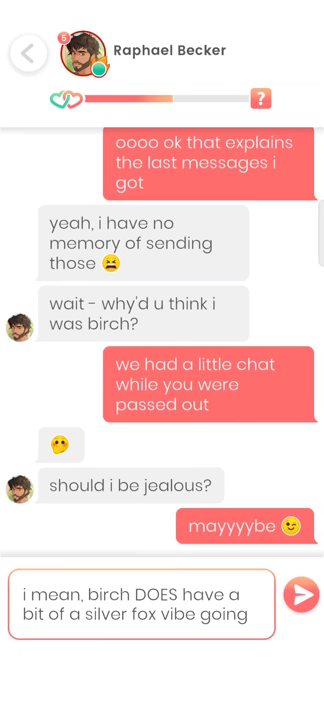 5
Raphael Becker
?
oooo ok that explains
the last messages i
got
yeah, i have no
memory of sending
those 😫
wait - why'd u think i
was birch?
we had a little chat
while you were
passed out
🫢
should i be jealous?
mayyyybe 😉
i mean, birch DOES have a
bit of a silver fox vibe going